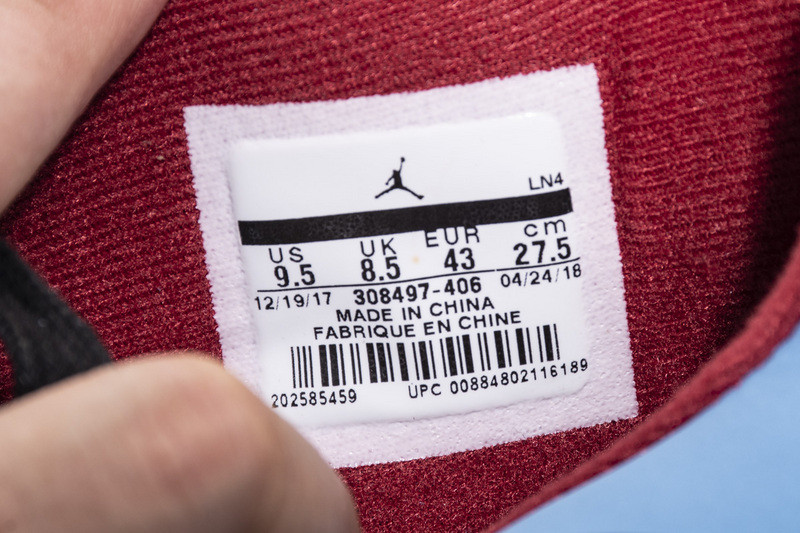 LN4
US UK EUR cm
9.5 8.5 43 27.5
12/19/17 308497-406 04/24/18
MADE IN CHINA
FABRIQUE EN CHINE
202585459 UPC 00884802116189